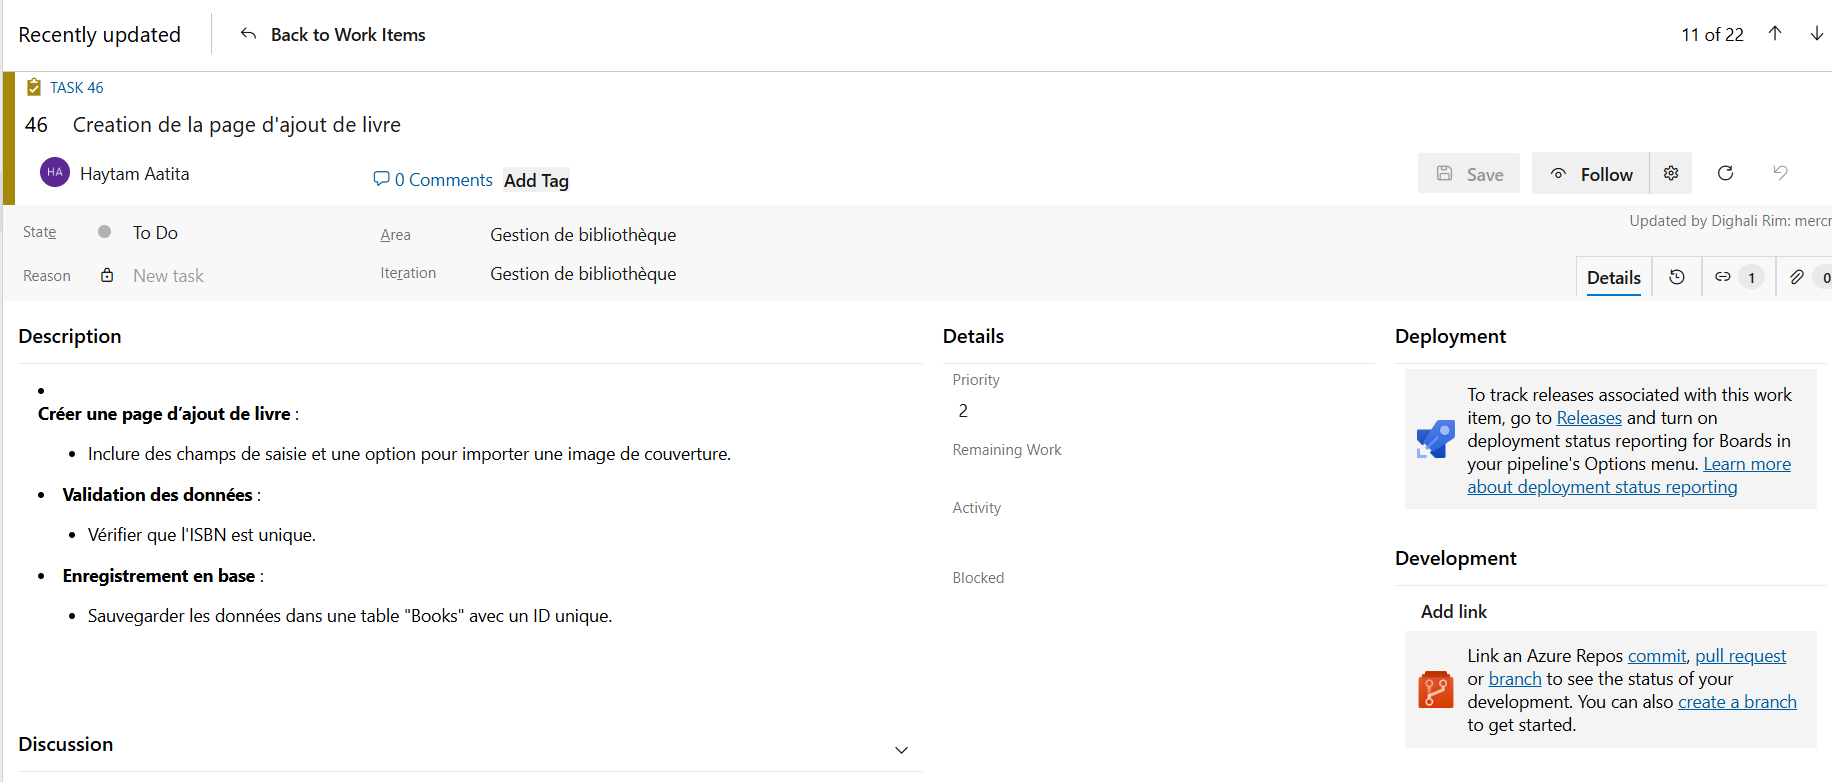 Recently updated
Back to Work Items
11 of 22
TASK 46
46 Creation de la page d'ajout de livre
HA Haytam Aatita
0 Comments
Add Tag
Save
Follow
State
To Do
Area
Gestion de bibliothèque
Updated by Dighali Rim: mercr
Reason
New task
Iteration
Gestion de bibliothèque
Details
1
0
Description
• 
Créer une page d’ajout de livre :
• Inclure des champs de saisie et une option pour importer une image de couverture.
• Validation des données :
• Vérifier que l'ISBN est unique.
• Enregistrement en base :
• Sauvegarder les données dans une table "Books" avec un ID unique.
Discussion
Details
Priority
2
Remaining Work
Activity
Blocked
Deployment
To track releases associated with this work
item, go to Releases and turn on
deployment status reporting for Boards in
your pipeline's Options menu. Learn more
about deployment status reporting
Development
Add link
Link an Azure Repos commit, pull request
or branch to see the status of your
development. You can also create a branch
to get started.